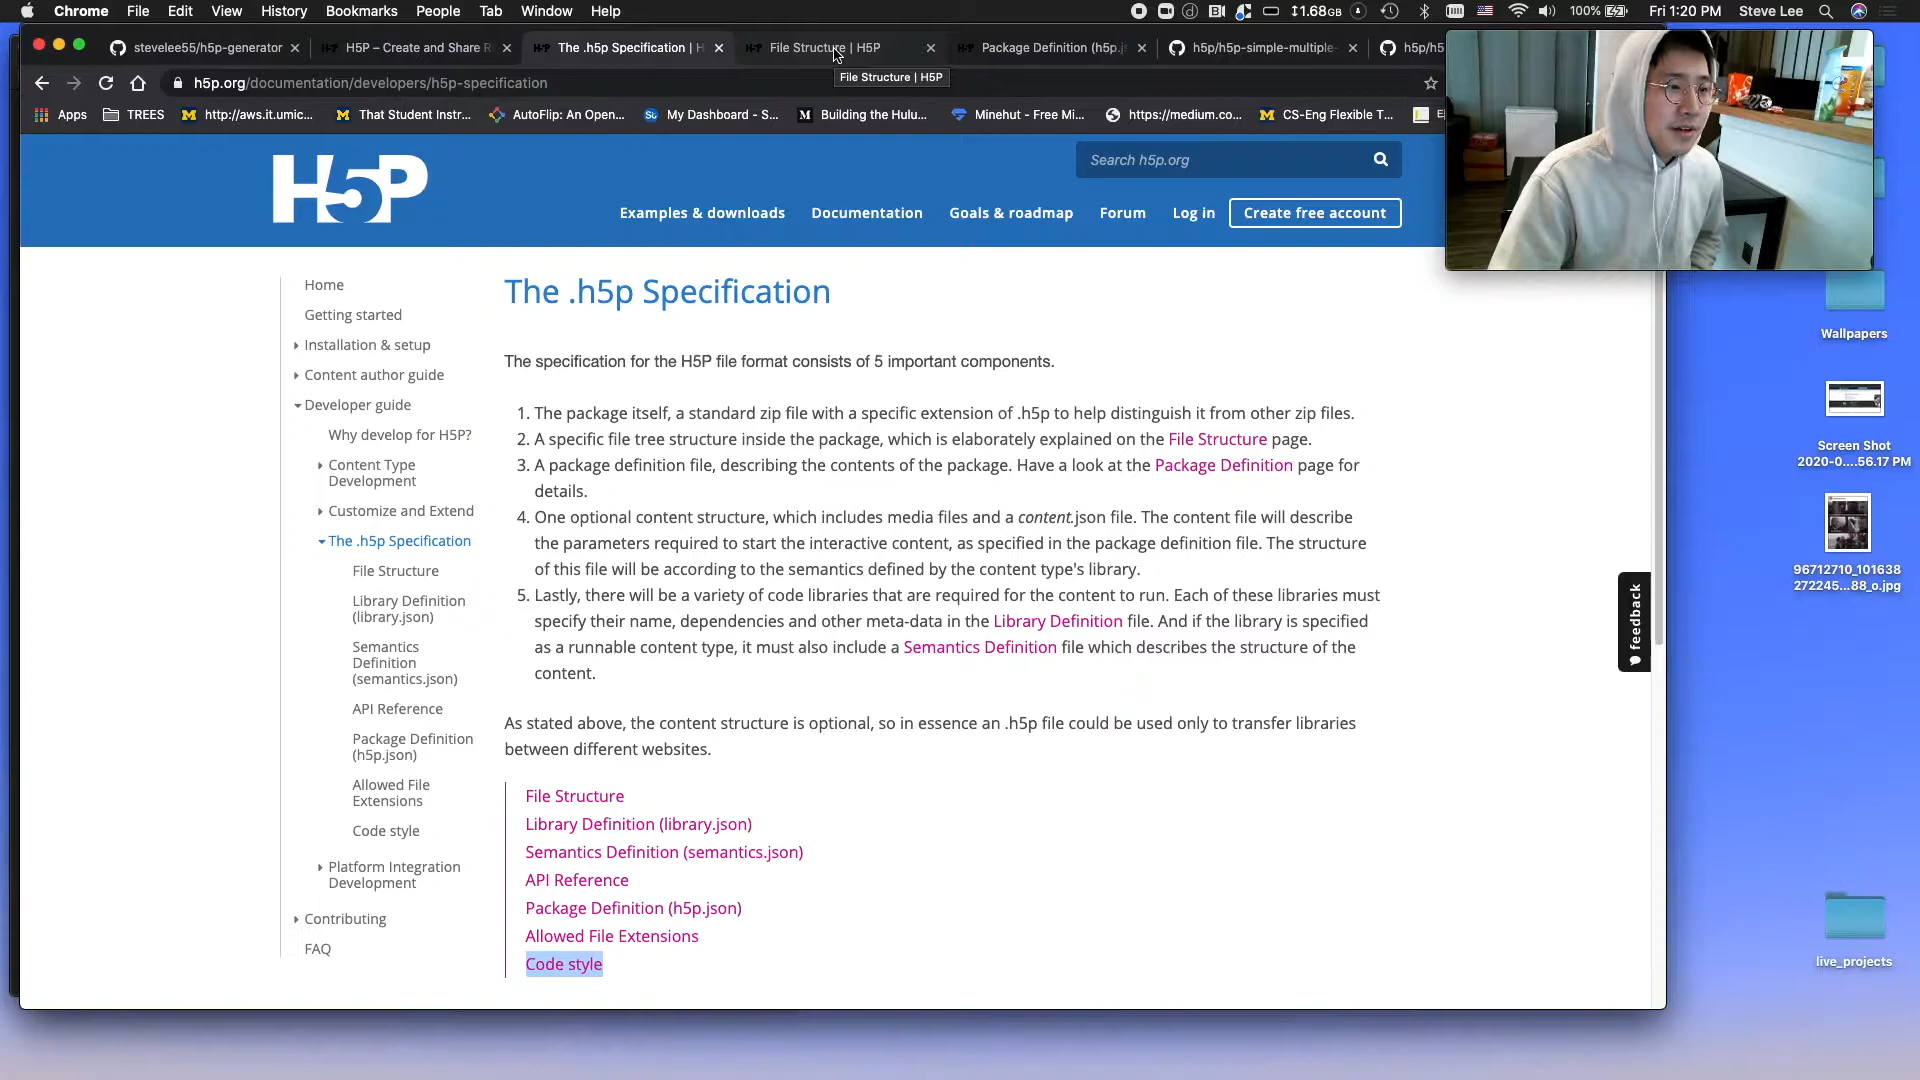 Chrome File Edit View History Bookmarks People Tab Window Help
1.68GB 100% Fri 1:20 PM Steve Lee
stevelee55/h5p-generator
H5P – Create and Share R
The .h5p Specification | H
File Structure | H5P
Package Definition (h5p.j
h5p/h5p-simple-multiple-
h5p/h5
h5p.org/documentation/developers/h5p-specification
File Structure | H5P
Apps TREES http://aws.it.umic... That Student Instr... AutoFlip: An Open... My Dashboard - S... Building the Hulu... Minehut - Free Mi... https://medium.co... CS-Eng Flexible T...
H5P
Search h5p.org
Examples & downloads Documentation Goals & roadmap Forum Log in Create free account
Home
Getting started
Installation & setup
Content author guide
Developer guide
Why develop for H5P?
Content Type
Development
Customize and Extend
The .h5p Specification
File Structure
Library Definition
(library.json)
Semantics
Definition
(semantics.json)
API Reference
Package Definition
(h5p.json)
Allowed File
Extensions
Code style
Platform Integration
Development
Contributing
FAQ
The .h5p Specification
The specification for the H5P file format consists of 5 important components.
1. The package itself, a standard zip file with a specific extension of .h5p to help distinguish it from other zip files.
2. A specific file tree structure inside the package, which is elaborately explained on the File Structure page.
3. A package definition file, describing the contents of the package. Have a look at the Package Definition page for
details.
4. One optional content structure, which includes media files and a content.json file. The content file will describe
the parameters required to start the interactive content, as specified in the package definition file. The structure
of this file will be according to the semantics defined by the content type's library.
5. Lastly, there will be a variety of code libraries that are required for the content to run. Each of these libraries must
specify their name, dependencies and other meta-data in the Library Definition file. And if the library is specified
as a runnable content type, it must also include a Semantics Definition file which describes the structure of the
content.
As stated above, the content structure is optional, so in essence an .h5p file could be used only to transfer libraries
between different websites.
File Structure
Library Definition (library.json)
Semantics Definition (semantics.json)
API Reference
Package Definition (h5p.json)
Allowed File Extensions
Code style
feedback
Wallpapers
Screen Shot
2020-0....56.17 PM
96712710_101638
272245...88_o.jpg
live_projects